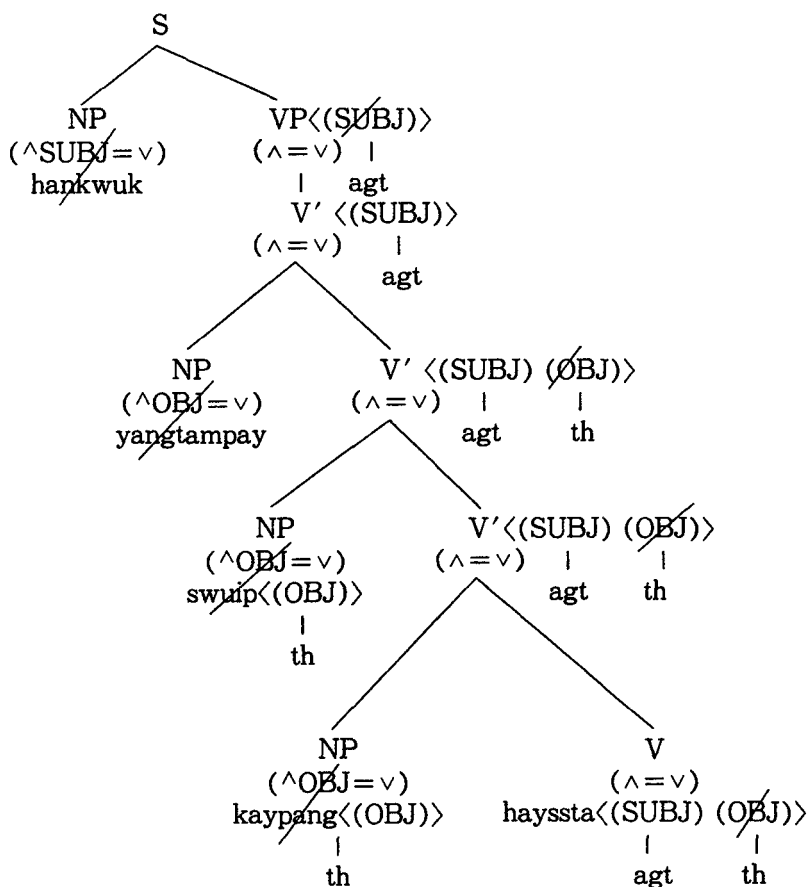 S
NP VP⟨(SUBJ)⟩
(^SUBJ=∨) (∧=∨) |
hankwuk | agt
V′ ⟨(SUBJ)⟩
(∧=∨) |
agt
NP V′ ⟨(SUBJ) (OBJ)⟩
(^OBJ=∨) (∧=∨) | |
yangtampay agt th
NP V′⟨(SUBJ) (OBJ)⟩
(^OBJ=∨) (∧=∨) | |
swuip⟨(OBJ)⟩ agt th
|
th
NP V
(^OBJ=∨) (∧=∨)
kaypang⟨(OBJ)⟩ hayssta⟨(SUBJ) (OBJ)⟩
| | |
th agt th